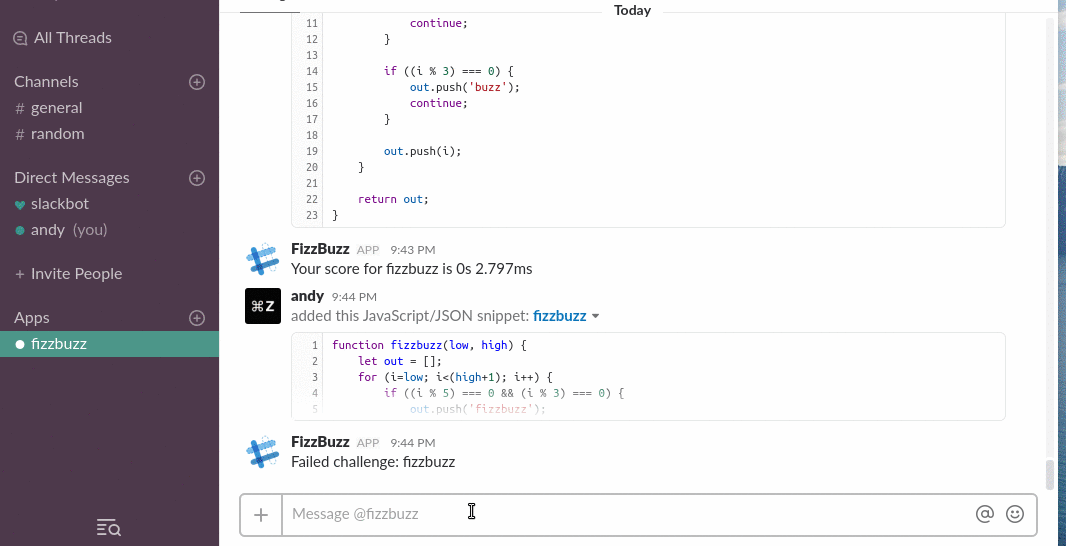 Today
All Threads
Channels
# general
# random
Direct Messages
slackbot
andy (you)
+ Invite People
Apps
fizzbuzz
11 continue;
12 }
13
14 if ((i % 3) === 0) {
15 out.push('buzz');
16 continue;
17 }
18
19 out.push(i);
20 }
21
22 return out;
23 }
FizzBuzz APP 9:43 PM
Your score for fizzbuzz is 0s 2.797ms
⌘Z
andy 9:44 PM
added this JavaScript/JSON snippet: fizzbuzz
1 function fizzbuzz(low, high) {
2 let out = [];
3 for (i=low; i<(high+1); i++) {
4 if ((i % 5) === 0 && (i % 3) === 0) {
5 out.push('fizzbuzz');
FizzBuzz APP 9:44 PM
Failed challenge: fizzbuzz
+ Message @fizzbuzz @